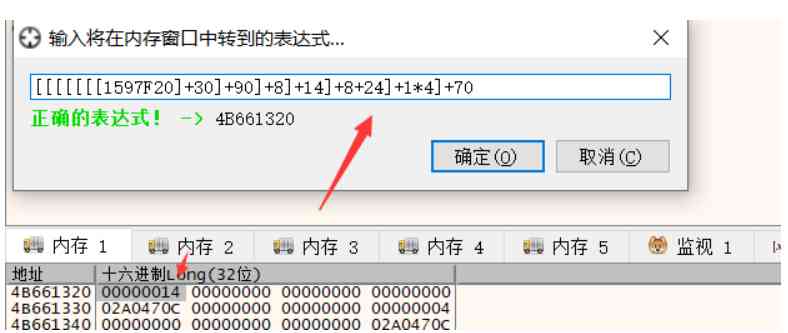 输入将在内存窗口中转到的表达式...
[[[[[[[1597F20]+30]+90]+8]+14]+8+24]+1*4]+70
正确的表达式! -> 4B661320
确定(O) 取消(C)
内存 1 内存 2 内存 3 内存 4 内存 5 监视 1
地址 十六进制Long(32位)
4B661320 00000014 00000000 00000000 00000000
4B661330 02A0470C 00000000 00000000 00000004
4B661340 00000000 00000000 00000000 02A0470C